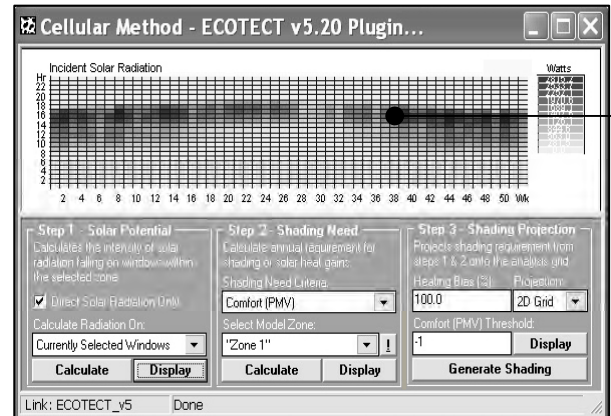 Cellular Method - ECOTECT v5.20 Plugin...
Incident Solar Radiation
Watts
Hr
22
20
18
16
14
12
10
8
6
4
2
2 4 6 8 10 12 14 16 18 20 22 24 26 28 30 32 34 36 38 40 42 44 46 48 50 Wk
Step 1 - Solar Potential
Calculates the intensity of solar
radiation falling on windows within
the selected zone
Direct Solar Radiation Only
Calculate Radiation On:
Currently Selected Windows
Calculate
Display
Step 2 - Shading Need
Calculate annual requirement for
shading or solar heat gains.
Shading Need Criteria:
Comfort (PMV)
Select Model Zone:
"Zone 1"
!
Calculate
Display
Step 3 - Shading Projection
Projects shading requirement from
steps 1 & 2 onto the analysis grid
Heating Bias (%):
Projection:
100.0
2D Grid
Comfort (PMV) Threshold:
-1
Display
Generate Shading
Link: ECOTECT_v5
Done